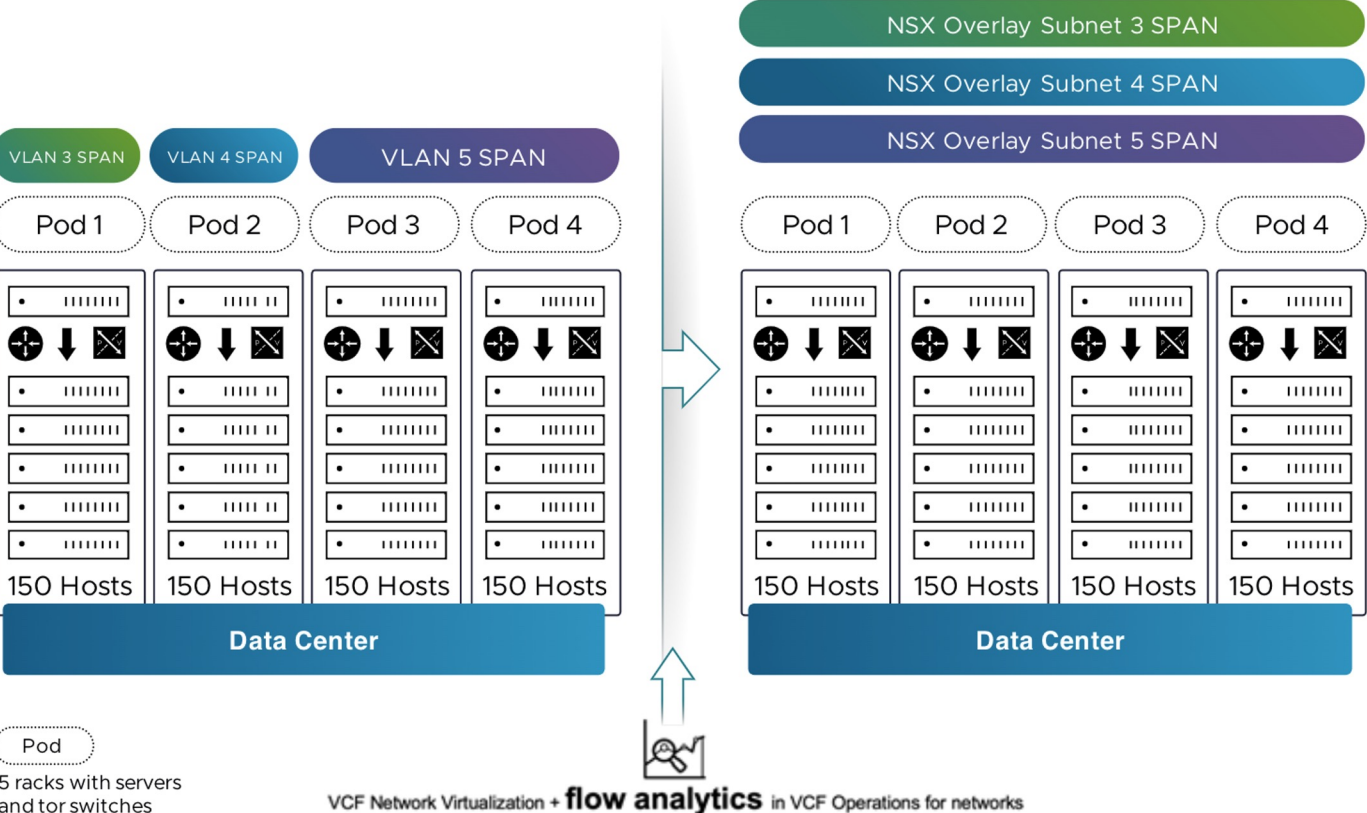 NSX Overlay Subnet 3 SPAN
NSX Overlay Subnet 4 SPAN
NSX Overlay Subnet 5 SPAN
VLAN 3 SPAN
VLAN 4 SPAN
VLAN 5 SPAN
Pod 1
Pod 2
Pod 3
Pod 4
Pod 1
Pod 2
Pod 3
Pod 4
150 Hosts
150 Hosts
150 Hosts
150 Hosts
150 Hosts
150 Hosts
150 Hosts
150 Hosts
Data Center
Data Center
Pod
5 racks with servers
and tor switches
VCF Network Virtualization + flow analytics in VCF Operations for networks